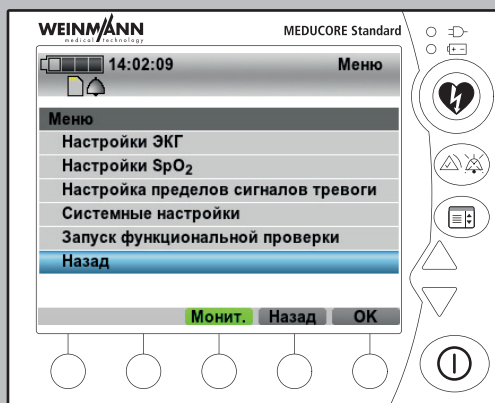 WEINMANN
medical technology
MEDUCORE Standard
14:02:09
Меню
Меню
Настройки ЭКГ
Настройки SpO2
Настройка пределов сигналов тревоги
Системные настройки
Запуск функциональной проверки
Назад
Монит. Назад OK